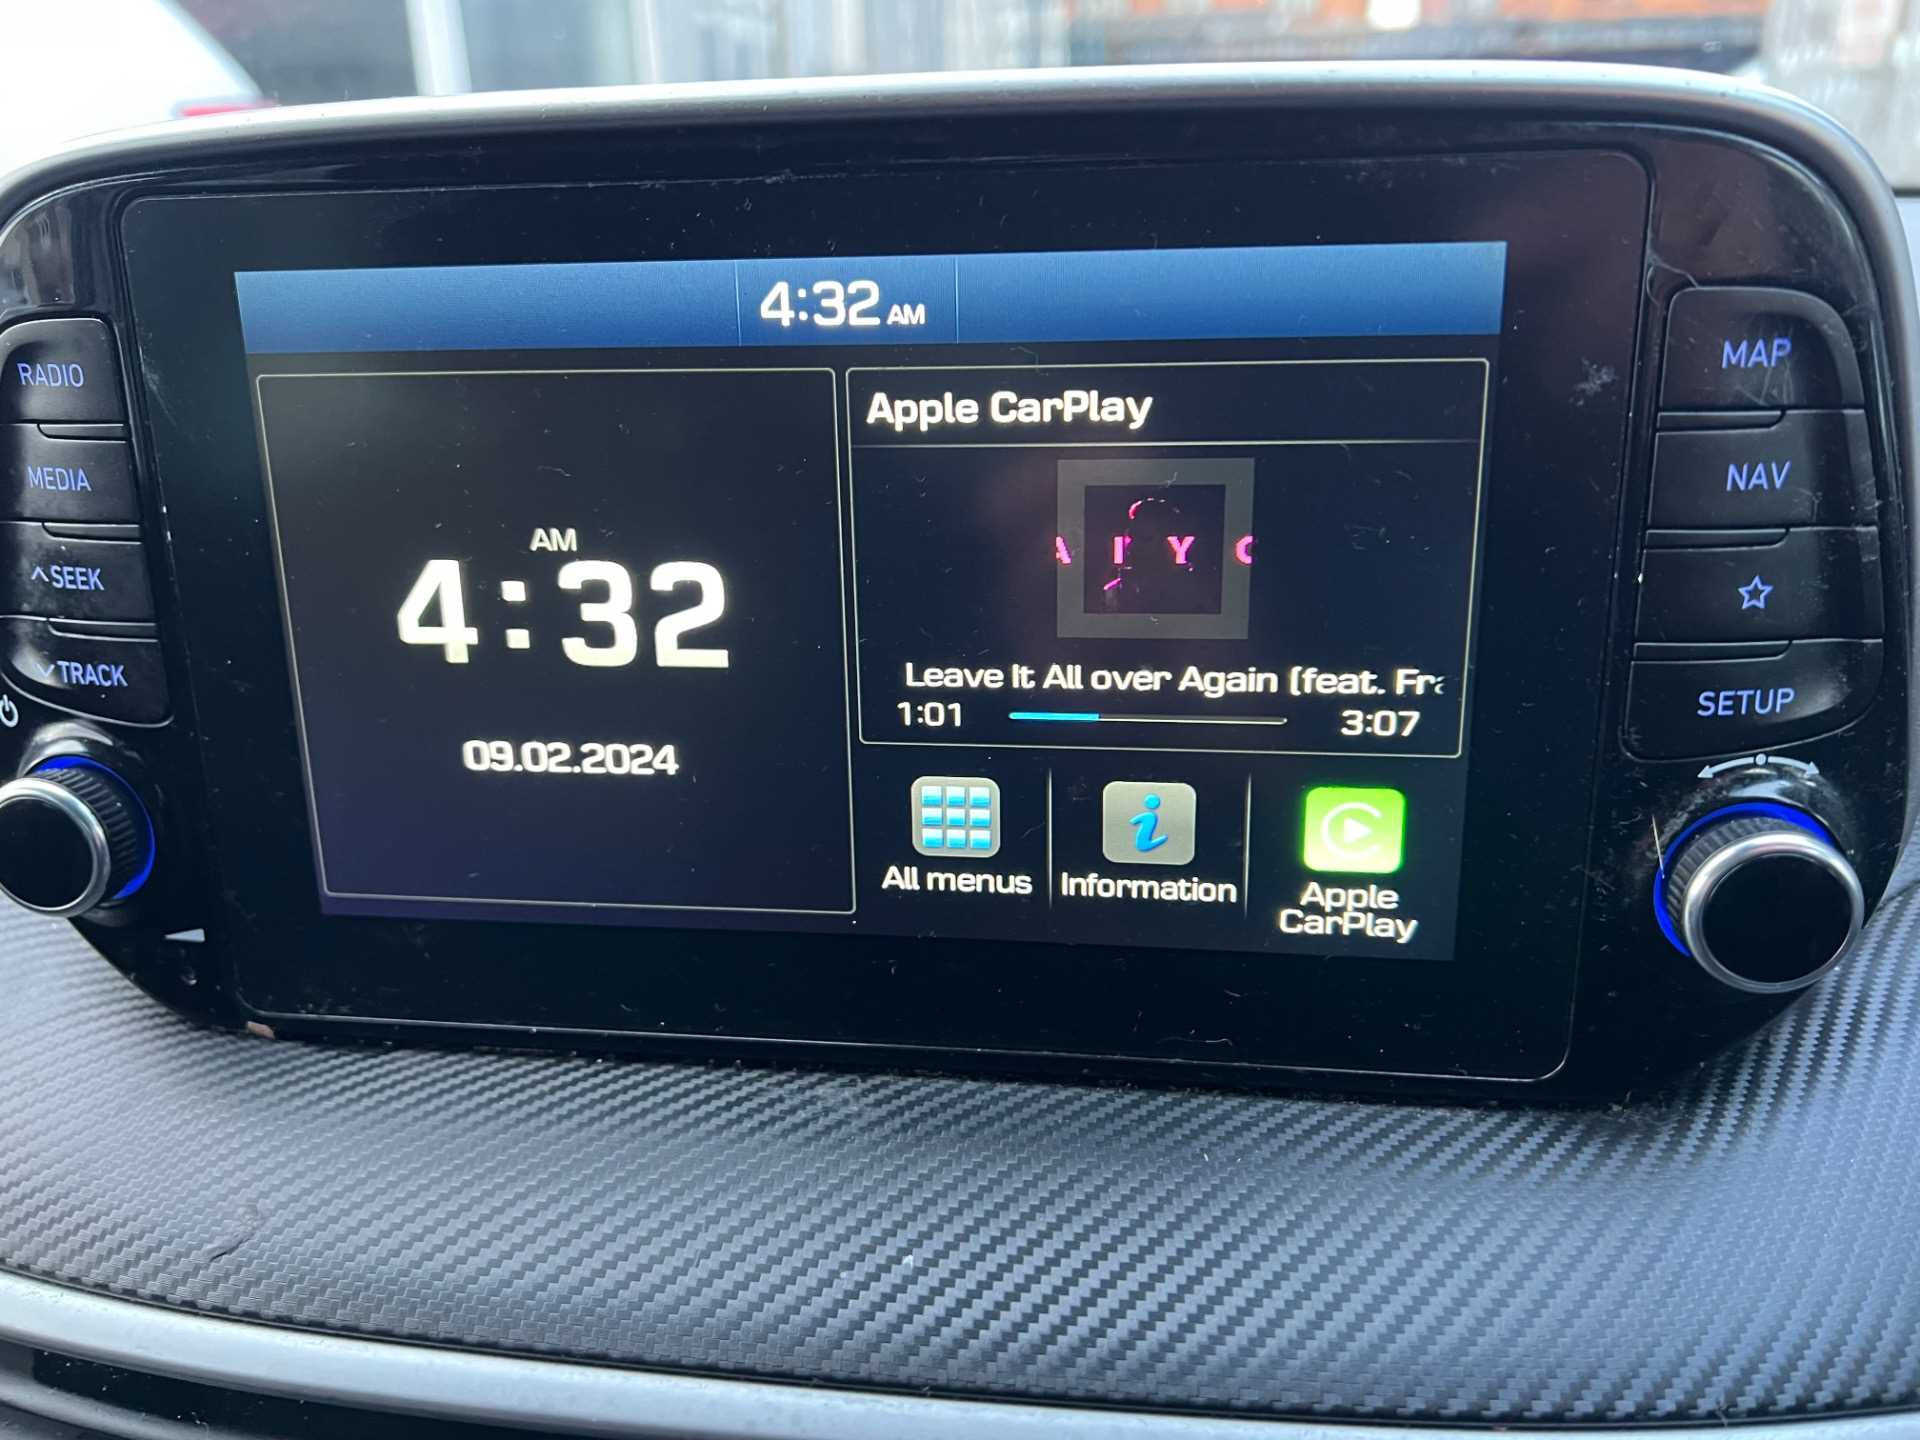 4:32 AM
RADIO
MEDIA
SEEK
TRACK
AM
4:32
09.02.2024
Apple CarPlay
A I Y
Leave It All over Again (feat. Fr
1:01 3:07
All menus
Information
Apple
CarPlay
MAP
NAV
SETUP